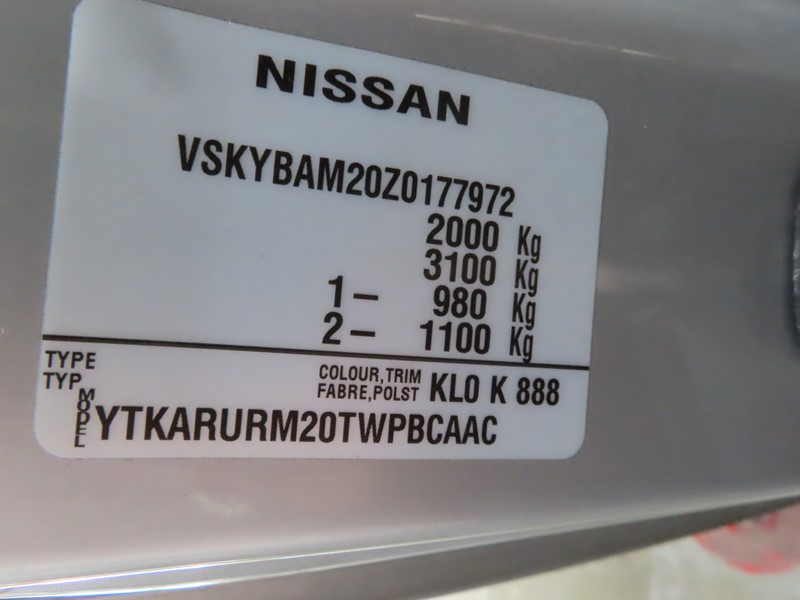 NISSAN
VSKYBAM20Z0177972
2000 Kg
3100 Kg
1– 980 Kg
2– 1100 Kg
TYPE
TYP
COLOUR,TRIM
FABRE,POLST
KL0 K 888
MODEL
YTKARURM20TWPBCAAC